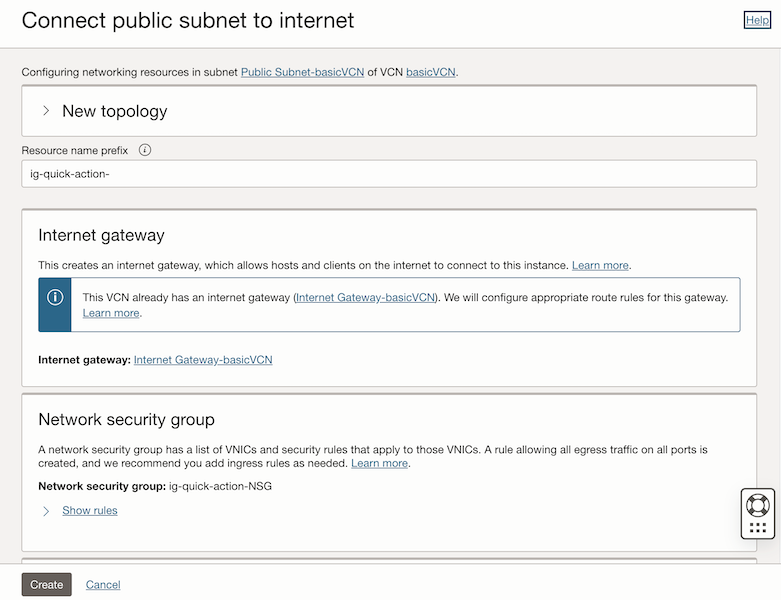 Connect public subnet to internet
Help
Configuring networking resources in subnet Public Subnet-basicVCN of VCN basicVCN.
New topology
Resource name prefix
ig-quick-action-
Internet gateway
This creates an internet gateway, which allows hosts and clients on the internet to connect to this instance. Learn more.
This VCN already has an internet gateway (Internet Gateway-basicVCN). We will configure appropriate route rules for this gateway.
Learn more.
Internet gateway: Internet Gateway-basicVCN
Network security group
A network security group has a list of VNICs and security rules that apply to those VNICs. A rule allowing all egress traffic on all ports is
created, and we recommend you add ingress rules as needed. Learn more.
Network security group: ig-quick-action-NSG
Show rules
Create
Cancel